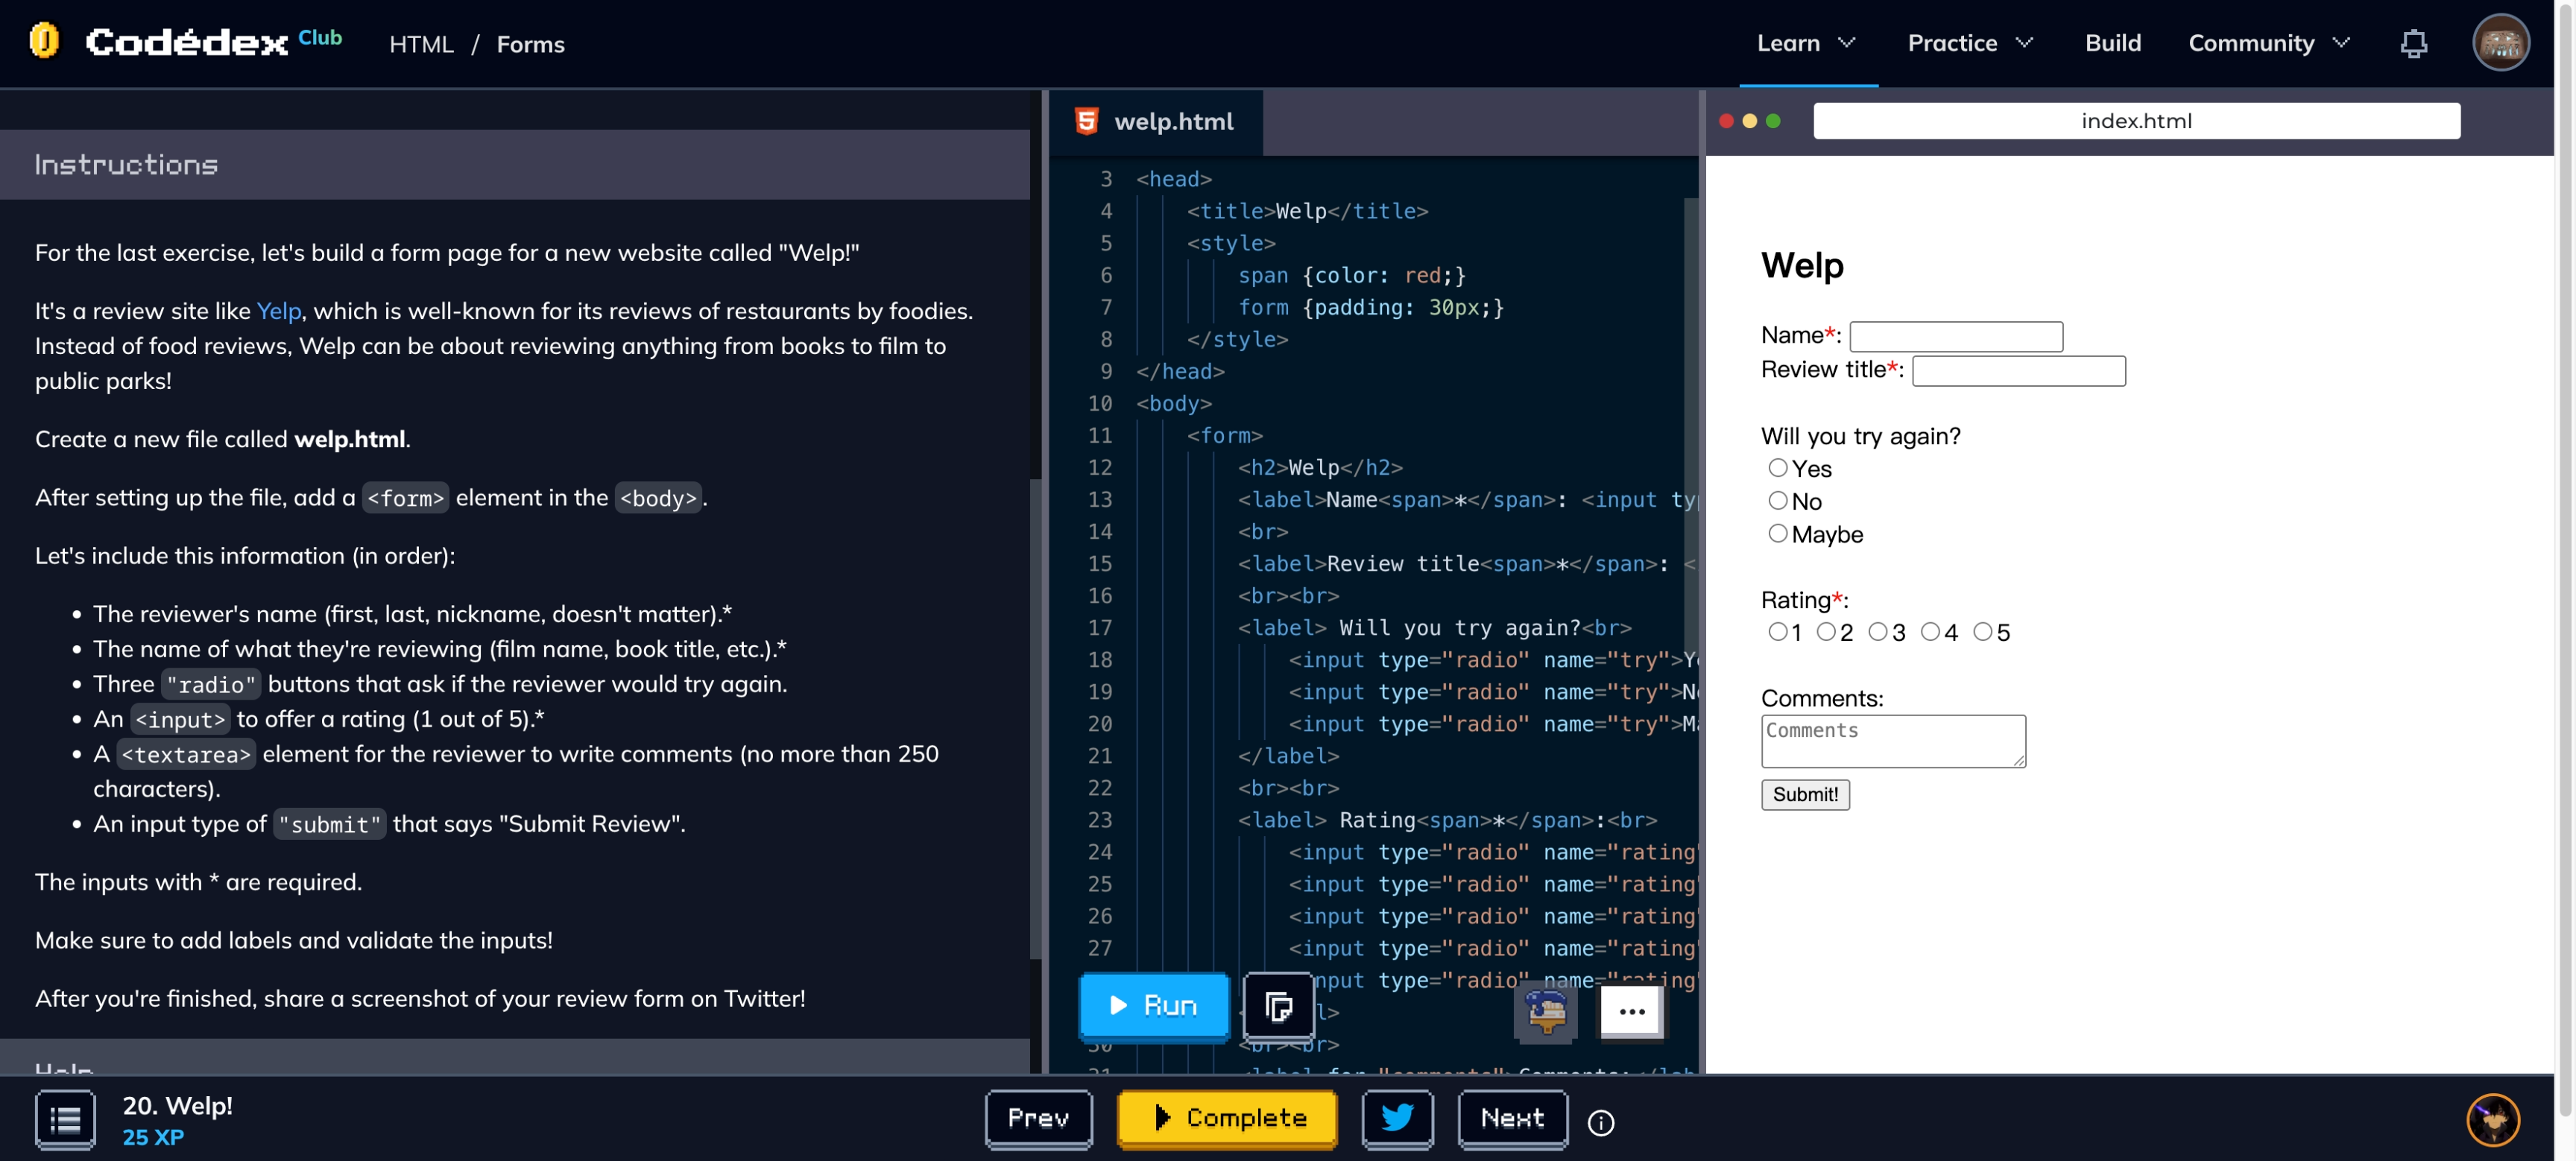 Codédex Club
HTML / Forms
Learn
Practice
Build
Community
Instructions
For the last exercise, let's build a form page for a new website called "Welp!"
It's a review site like Yelp, which is well-known for its reviews of restaurants by foodies.
Instead of food reviews, Welp can be about reviewing anything from books to film to
public parks!
Create a new file called welp.html.
After setting up the file, add a <form> element in the <body>.
Let's include this information (in order):
• The reviewer's name (first, last, nickname, doesn't matter).*
• The name of what they're reviewing (film name, book title, etc.).*
• Three "radio" buttons that ask if the reviewer would try again.
• An <input> to offer a rating (1 out of 5).*
• A <textarea> element for the reviewer to write comments (no more than 250
characters).
• An input type of "submit" that says "Submit Review".
The inputs with * are required.
Make sure to add labels and validate the inputs!
After you're finished, share a screenshot of your review form on Twitter!
Help
welp.html
3 <head>
4 <title>Welp</title>
5 <style>
6 span {color: red;}
7 form {padding: 30px;}
8 </style>
9 </head>
10 <body>
11 <form>
12 <h2>Welp</h2>
13 <label>Name<span>*</span>: <input ty
14 <br>
15 <label>Review title<span>*</span>: <
16 <br><br>
17 <label> Will you try again?<br>
18 <input type="radio" name="try">Y
19 <input type="radio" name="try">N
20 <input type="radio" name="try">Ma
21 </label>
22 <br><br>
23 <label> Rating<span>*</span>:<br>
24 <input type="radio" name="rating"
25 <input type="radio" name="rating"
26 <input type="radio" name="rating"
27 <input type="radio" name="rating"
nput type="radio" name="rating"
l>
30 <br><br>
31 <label for="comments">Comments:</lab
Run
...
index.html
Welp
Name*:
Review title*:
Will you try again?
Yes
No
Maybe
Rating*:
1 2 3 4 5
Comments:
Comments
Submit!
20. Welp!
25 XP
Prev
Complete
Next